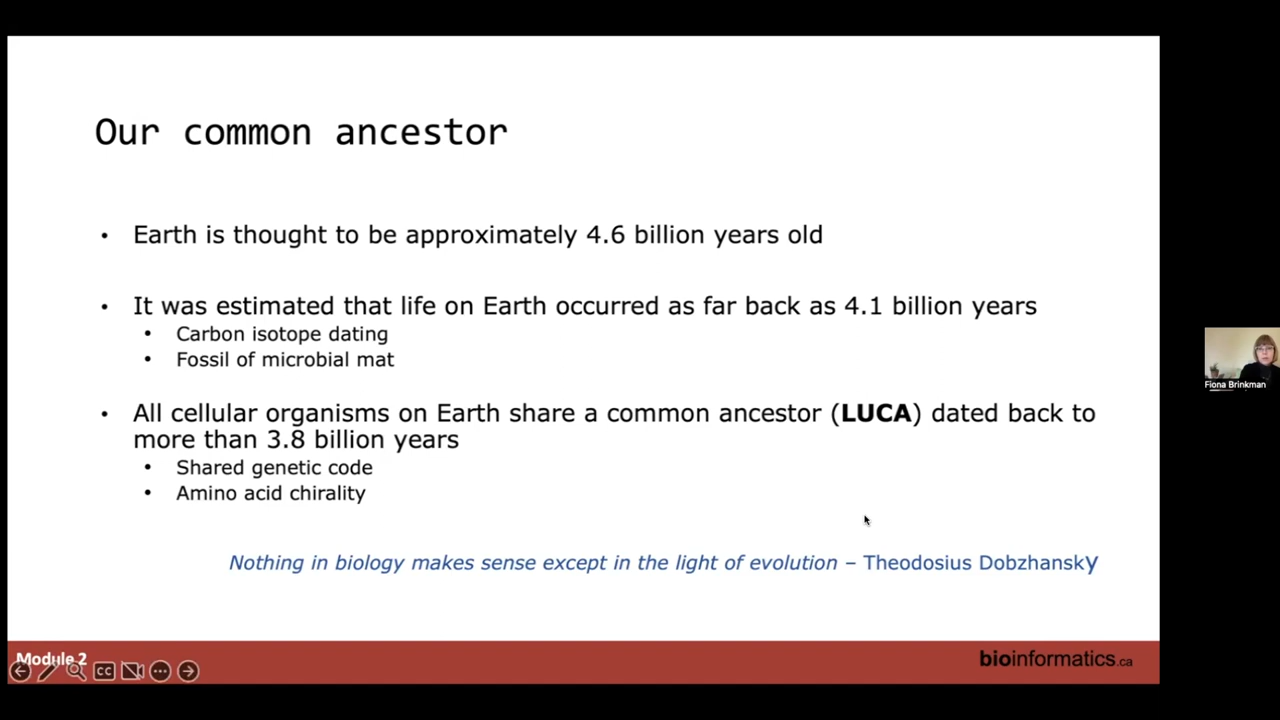 Our common ancestor
• Earth is thought to be approximately 4.6 billion years old
• It was estimated that life on Earth occurred as far back as 4.1 billion years
• Carbon isotope dating
• Fossil of microbial mat
• All cellular organisms on Earth share a common ancestor (LUCA) dated back to
more than 3.8 billion years
• Shared genetic code
• Amino acid chirality
Nothing in biology makes sense except in the light of evolution – Theodosius Dobzhansky
Module 2
CC
bioinformatics.ca
Fiona Brinkman